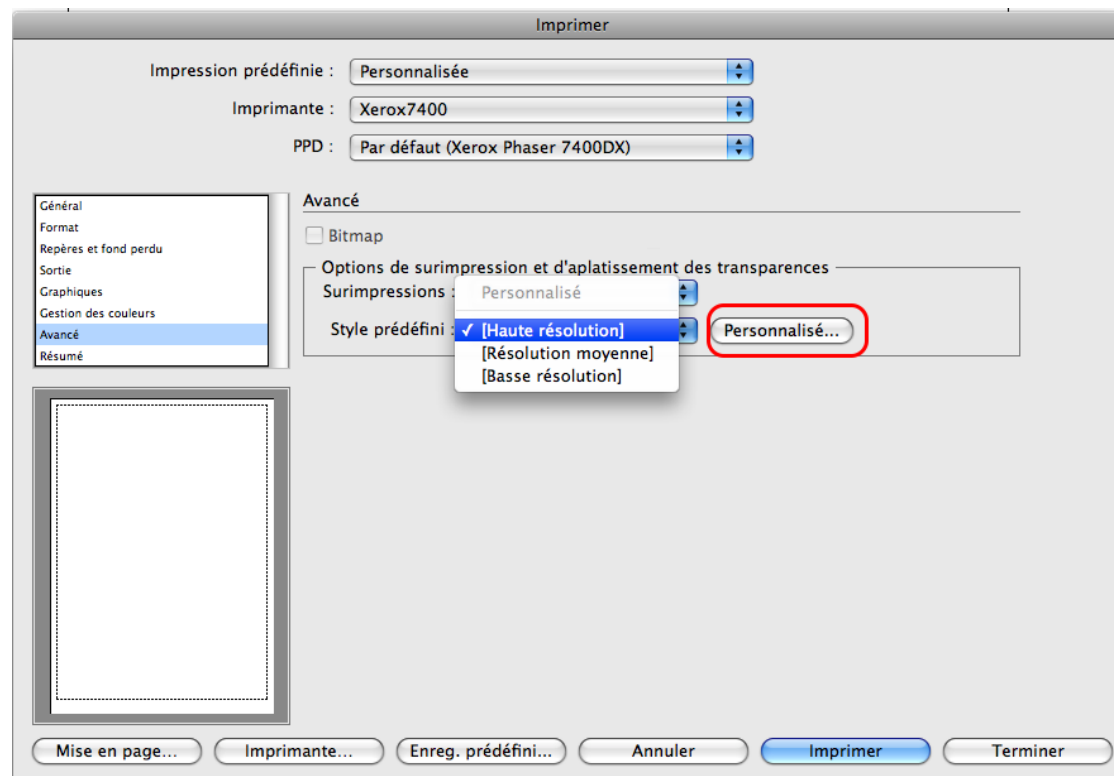 Imprimer
Impression prédéfinie : Personnalisée
Imprimante : Xerox7400
PPD : Par défaut (Xerox Phaser 7400DX)
Général
Format
Repères et fond perdu
Sortie
Graphiques
Gestion des couleurs
Avancé
Résumé
Avancé
Bitmap
Options de surimpression et d'aplatissement des transparences
Surimpressions :
Personnalisé
Style prédéfini :
✓ [Haute résolution]
[Résolution moyenne]
[Basse résolution]
Personnalisé...
Mise en page... Imprimante... Enreg. prédéfini... Annuler Imprimer Terminer